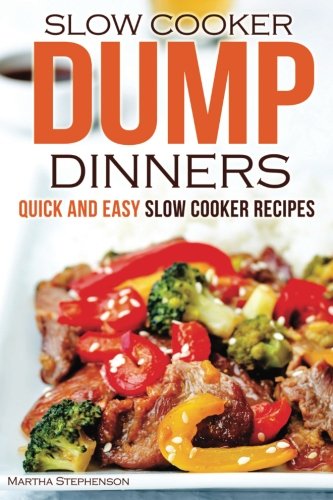 SLOW COOKER
DUMP
DINNERS
QUICK AND EASY SLOW COOKER RECIPES
MARTHA STEPHENSON